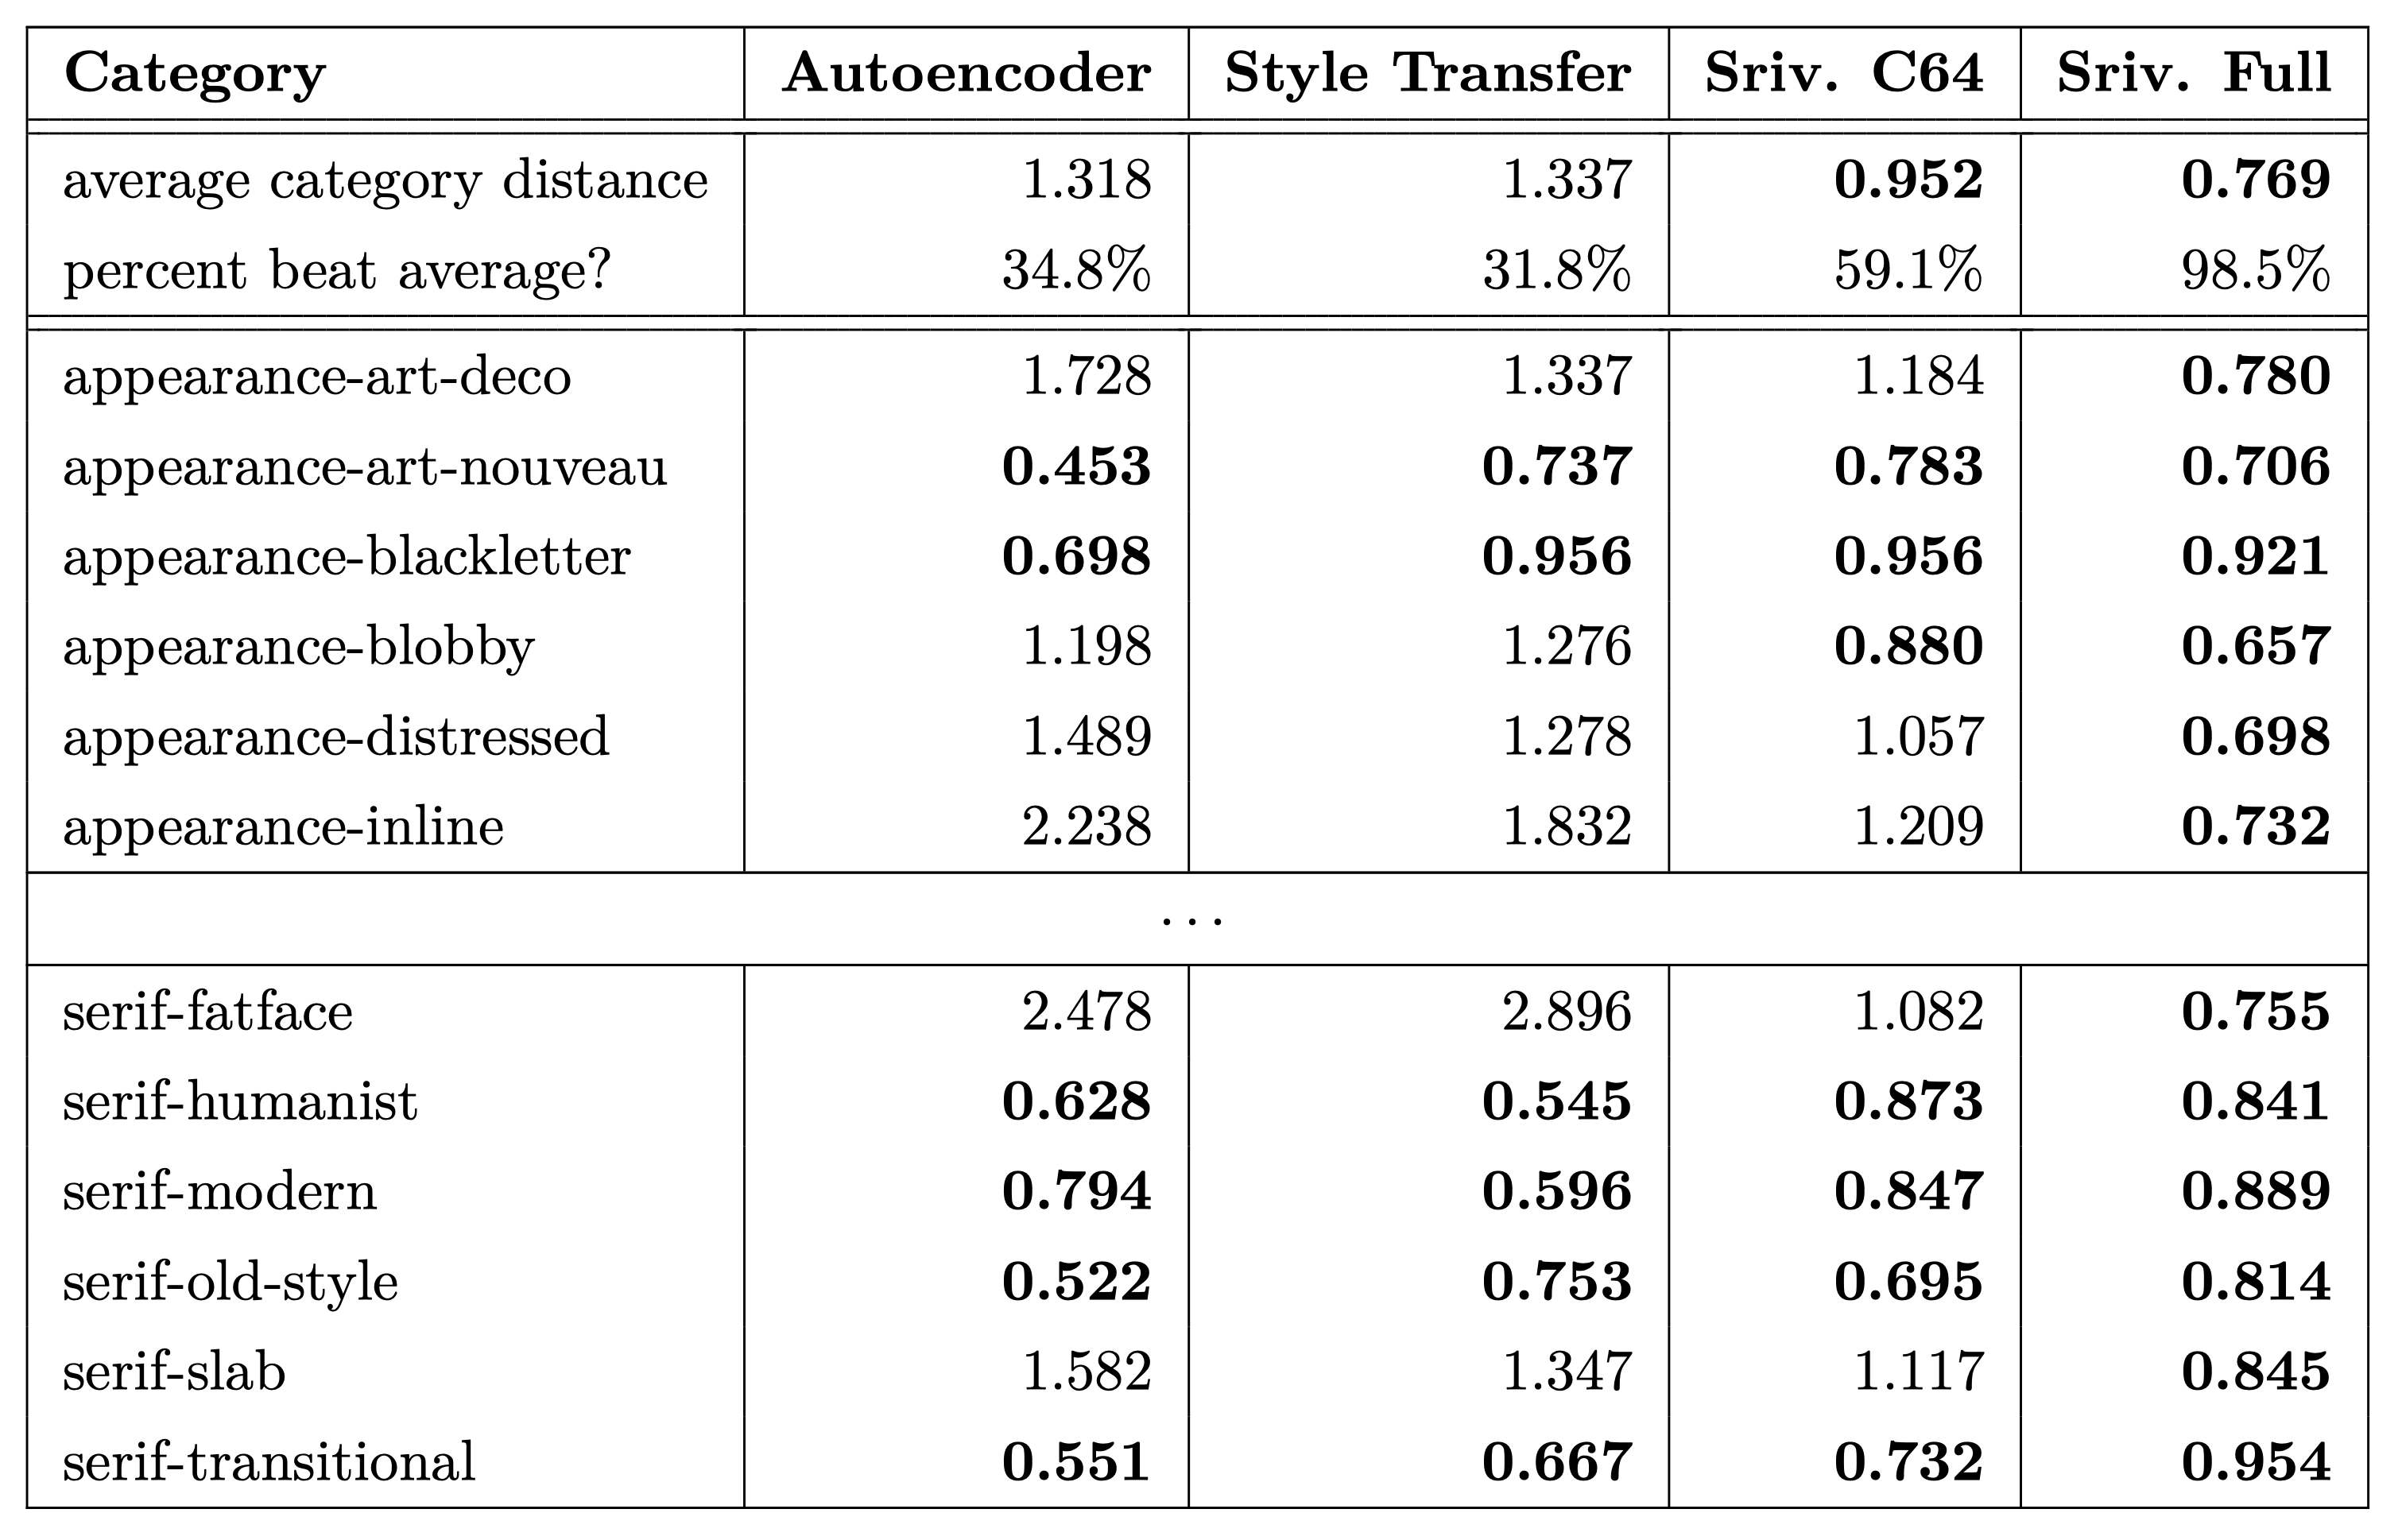 Category Autoencoder Style Transfer Sriv. C64 Sriv. Full
average category distance 1.318 1.337 0.952 0.769
percent beat average? 34.8% 31.8% 59.1% 98.5%
appearance-art-deco 1.728 1.337 1.184 0.780
appearance-art-nouveau 0.453 0.737 0.783 0.706
appearance-blackletter 0.698 0.956 0.956 0.921
appearance-blobby 1.198 1.276 0.880 0.657
appearance-distressed 1.489 1.278 1.057 0.698
appearance-inline 2.238 1.832 1.209 0.732
...
serif-fatface 2.478 2.896 1.082 0.755
serif-humanist 0.628 0.545 0.873 0.841
serif-modern 0.794 0.596 0.847 0.889
serif-old-style 0.522 0.753 0.695 0.814
serif-slab 1.582 1.347 1.117 0.845
serif-transitional 0.551 0.667 0.732 0.954